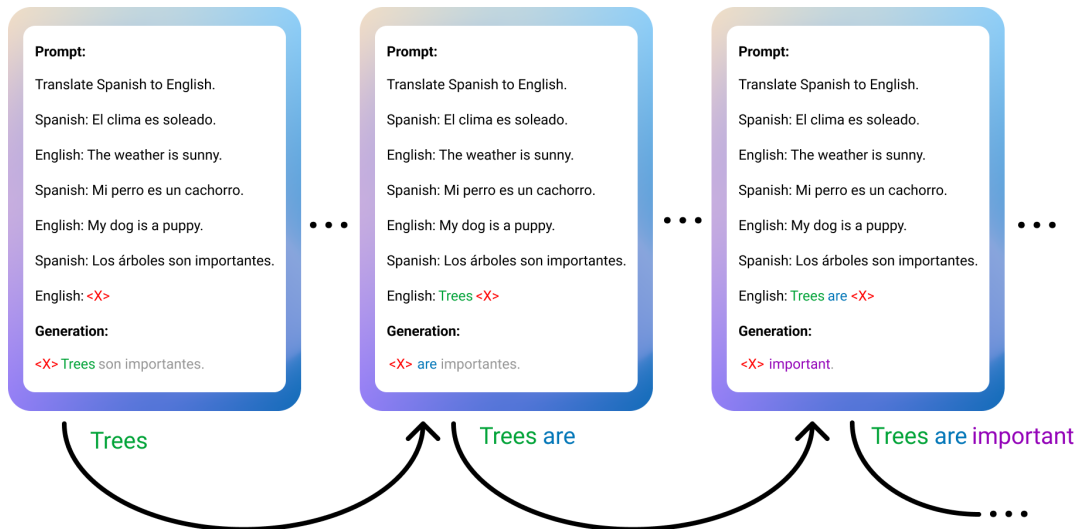 Prompt:
Translate Spanish to English.
Spanish: El clima es soleado.
English: The weather is sunny.
Spanish: Mi perro es un cachorro.
English: My dog is a puppy.
Spanish: Los árboles son importantes.
English: <X>
Generation:
<X> Trees son importantes.
Trees
Prompt:
Translate Spanish to English.
Spanish: El clima es soleado.
English: The weather is sunny.
Spanish: Mi perro es un cachorro.
English: My dog is a puppy.
Spanish: Los árboles son importantes.
English: Trees <X>
Generation:
<X> are importantes.
Trees are
Prompt:
Translate Spanish to English.
Spanish: El clima es soleado.
English: The weather is sunny.
Spanish: Mi perro es un cachorro.
English: My dog is a puppy.
Spanish: Los árboles son importantes.
English: Trees are <X>
Generation:
<X> important.
Trees are important